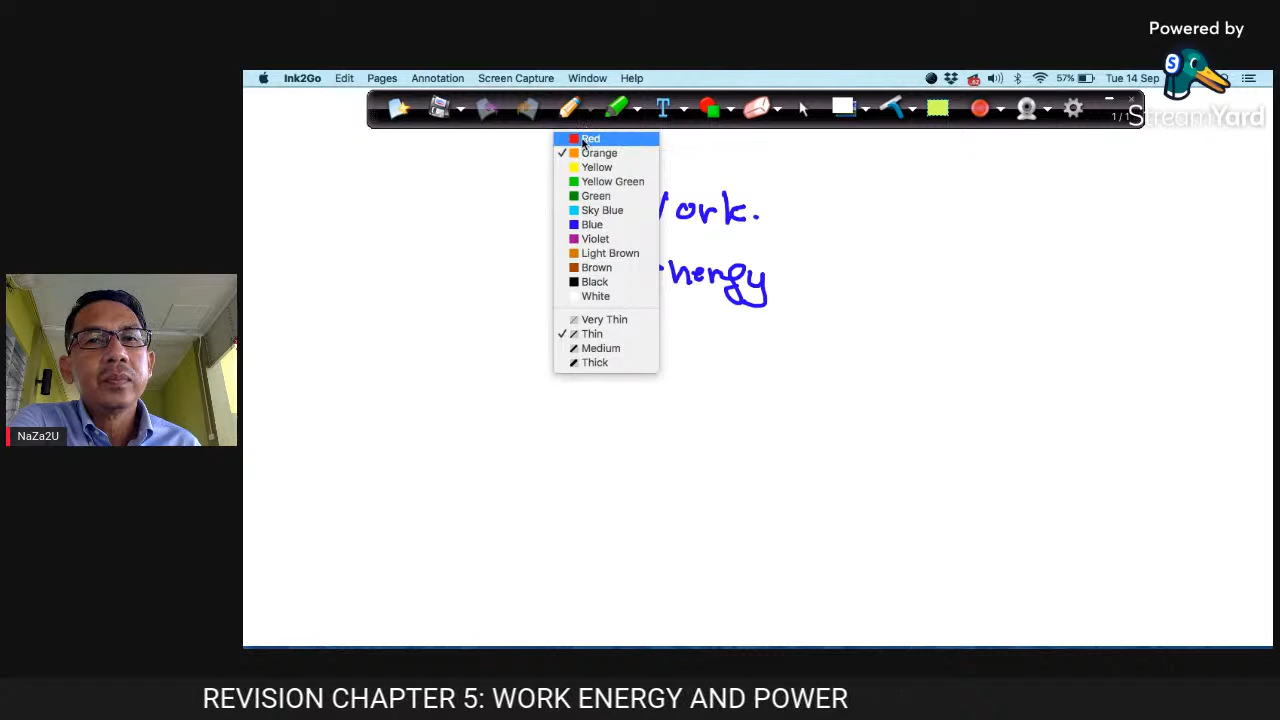 Powered by
StreamYard
Ink2Go Edit Pages Annotation Screen Capture Window Help 57% Tue 14 Sep
1/1
Red
Orange
Yellow
Yellow Green
Green
Sky Blue
Blue
Violet
Light Brown
Brown
Black
White
Very Thin
Thin
Medium
Thick
ork.
nergy
NaZa2U
REVISION CHAPTER 5: WORK ENERGY AND POWER